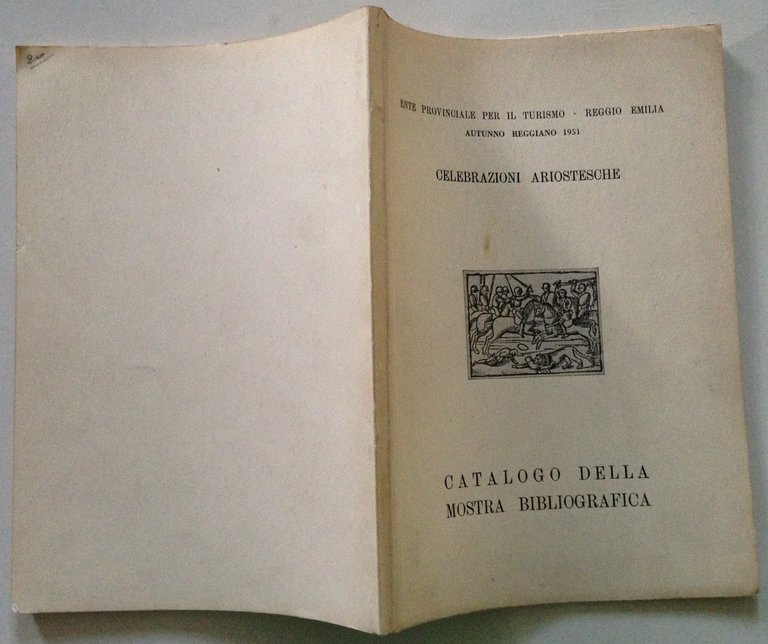 ENTE PROVINCIALE PER IL TURISMO · REGGIO EMILIA
AUTUNNO REGGIANO 1951
CELEBRAZIONI ARIOSTESCHE
CATALOGO DELLA
MOSTRA BIBLIOGRAFICA